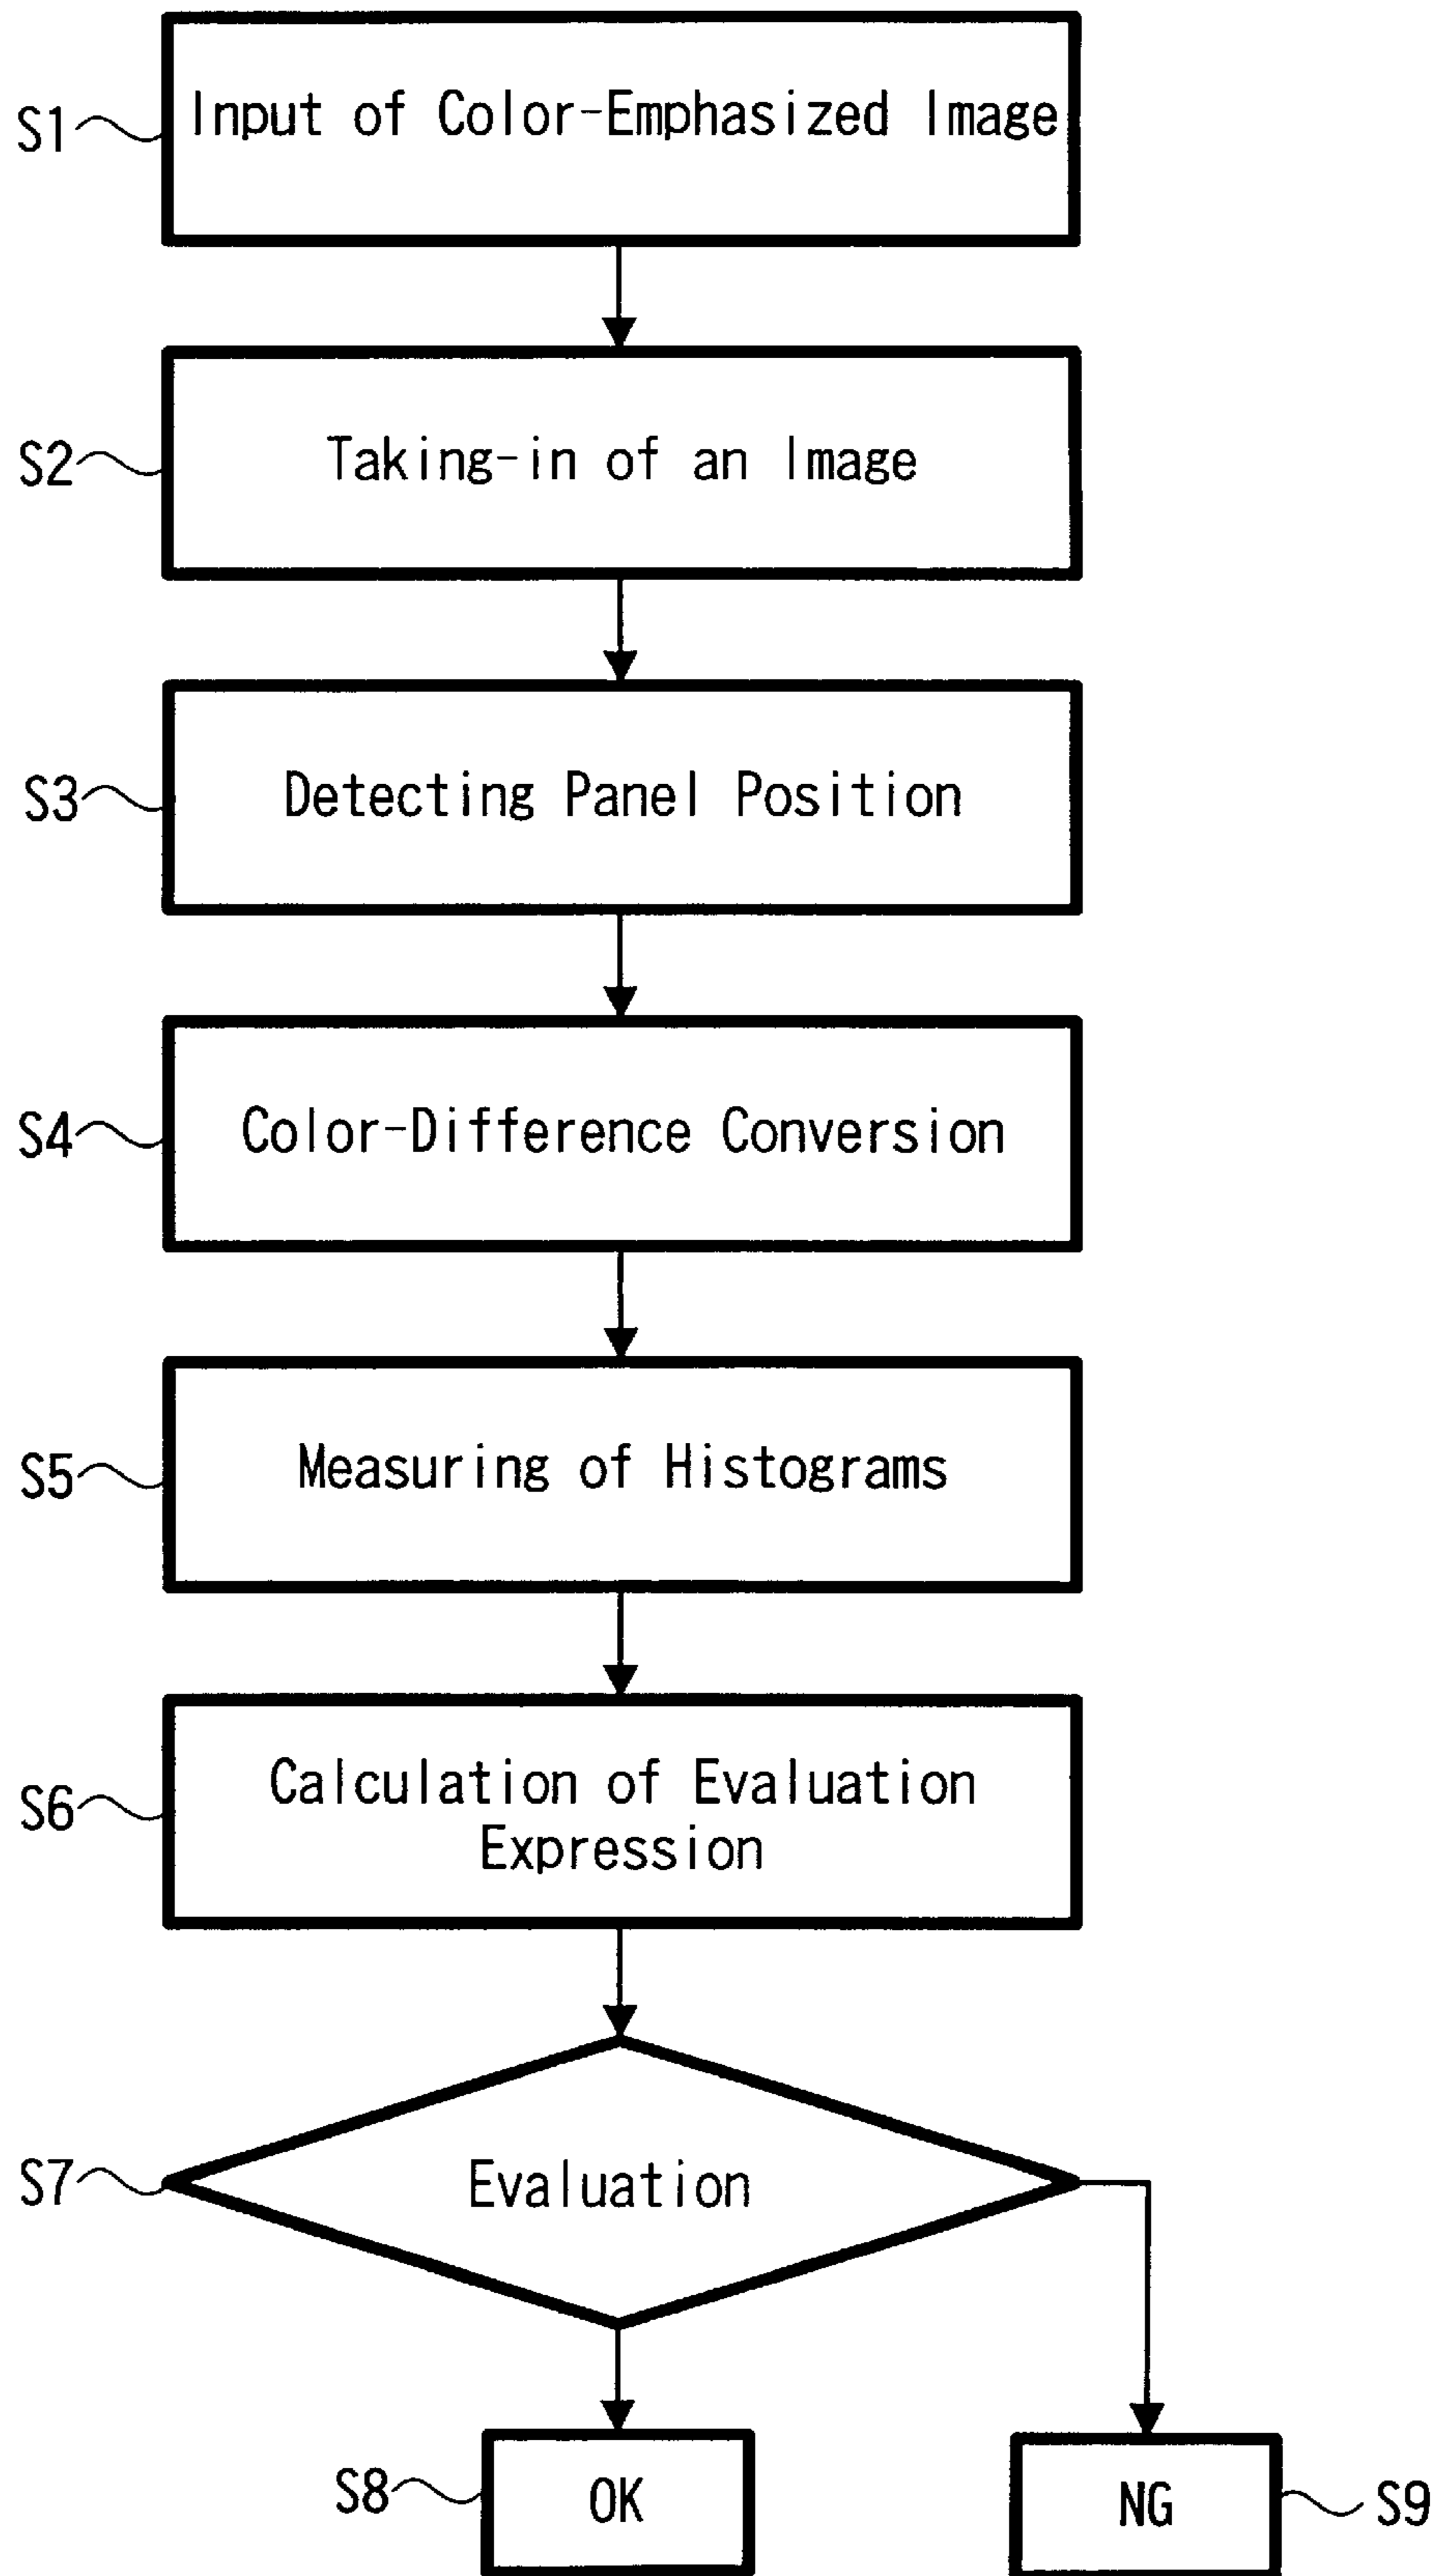 S1
Input of Color-Emphasized Image
S2
Taking-in of an Image
S3
Detecting Panel Position
S4
Color-Difference Conversion
S5
Measuring of Histograms
S6
Calculation of Evaluation
Expression
S7
Evaluation
S8
OK
NG
S9